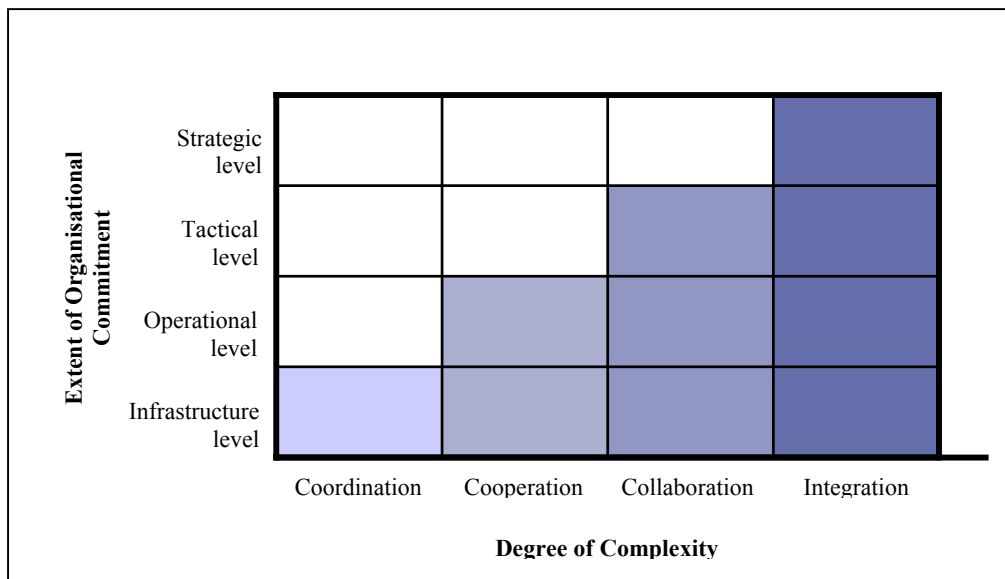 Extent of Organisational
Commitment
Strategic
level
Tactical
level
Operational
level
Infrastructure
level
Coordination
Cooperation
Collaboration
Integration
Degree of Complexity